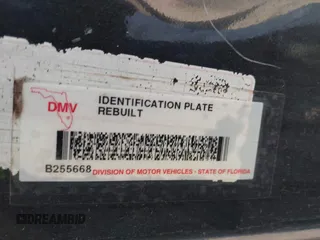 DMV
IDENTIFICATION PLATE
REBUILT
B255668
DIVISION OF MOTOR VEHICLES - STATE OF FLORIDA
DREAMBID